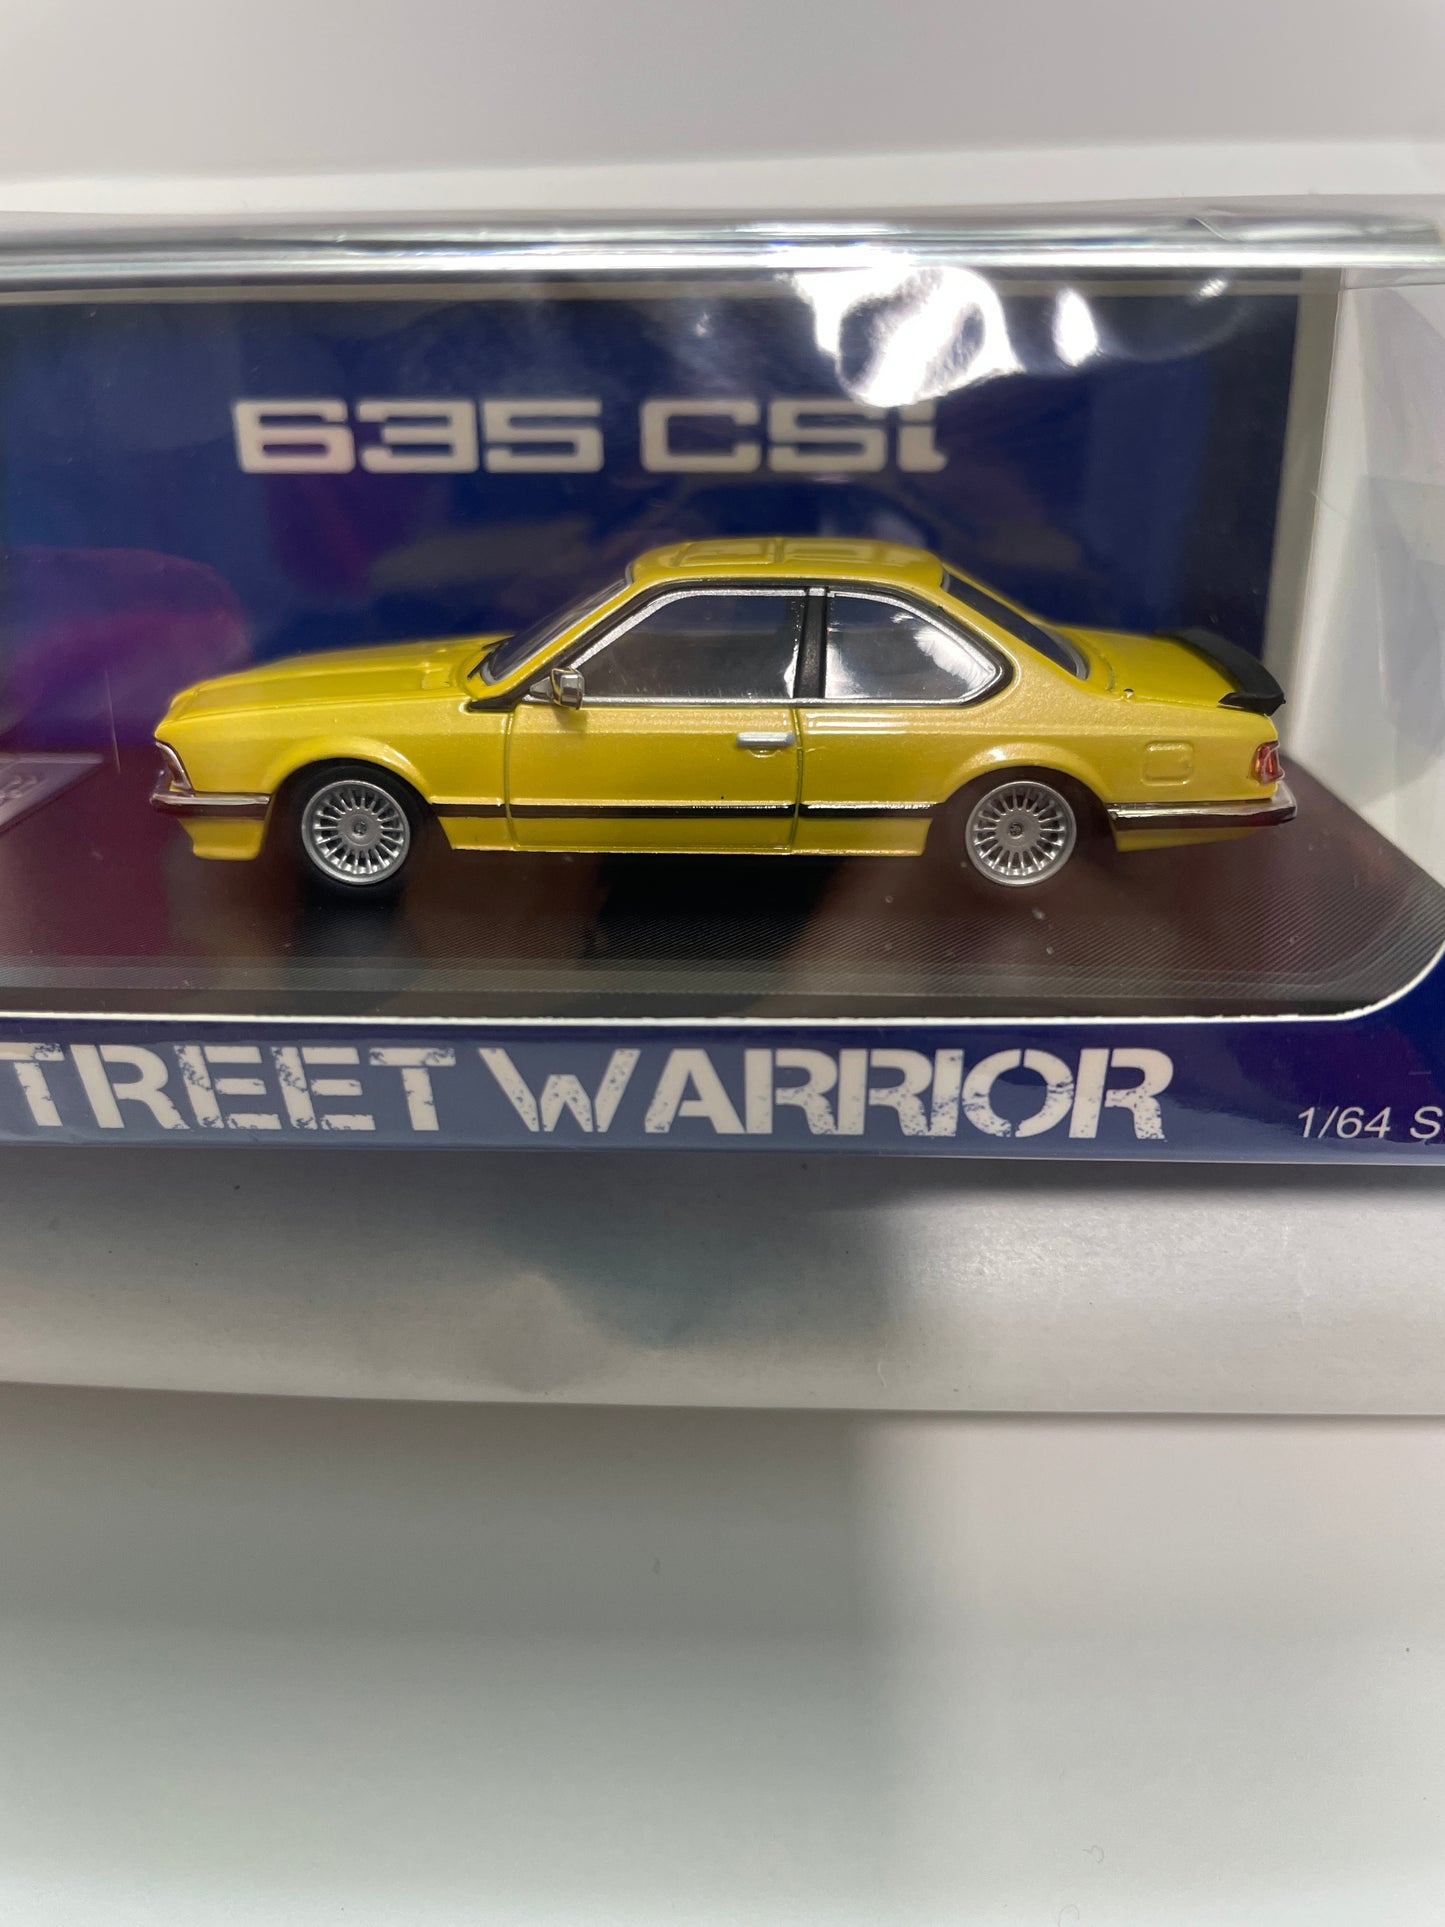 635 CSi
TREET WARRIOR
1/64 S